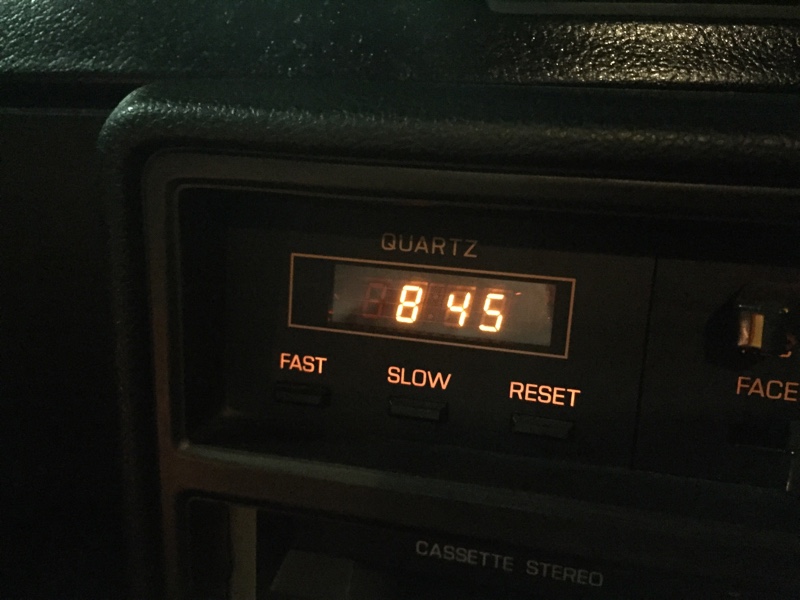 QUARTZ
8 45
FAST SLOW RESET
FACE
CASSETTE STEREO